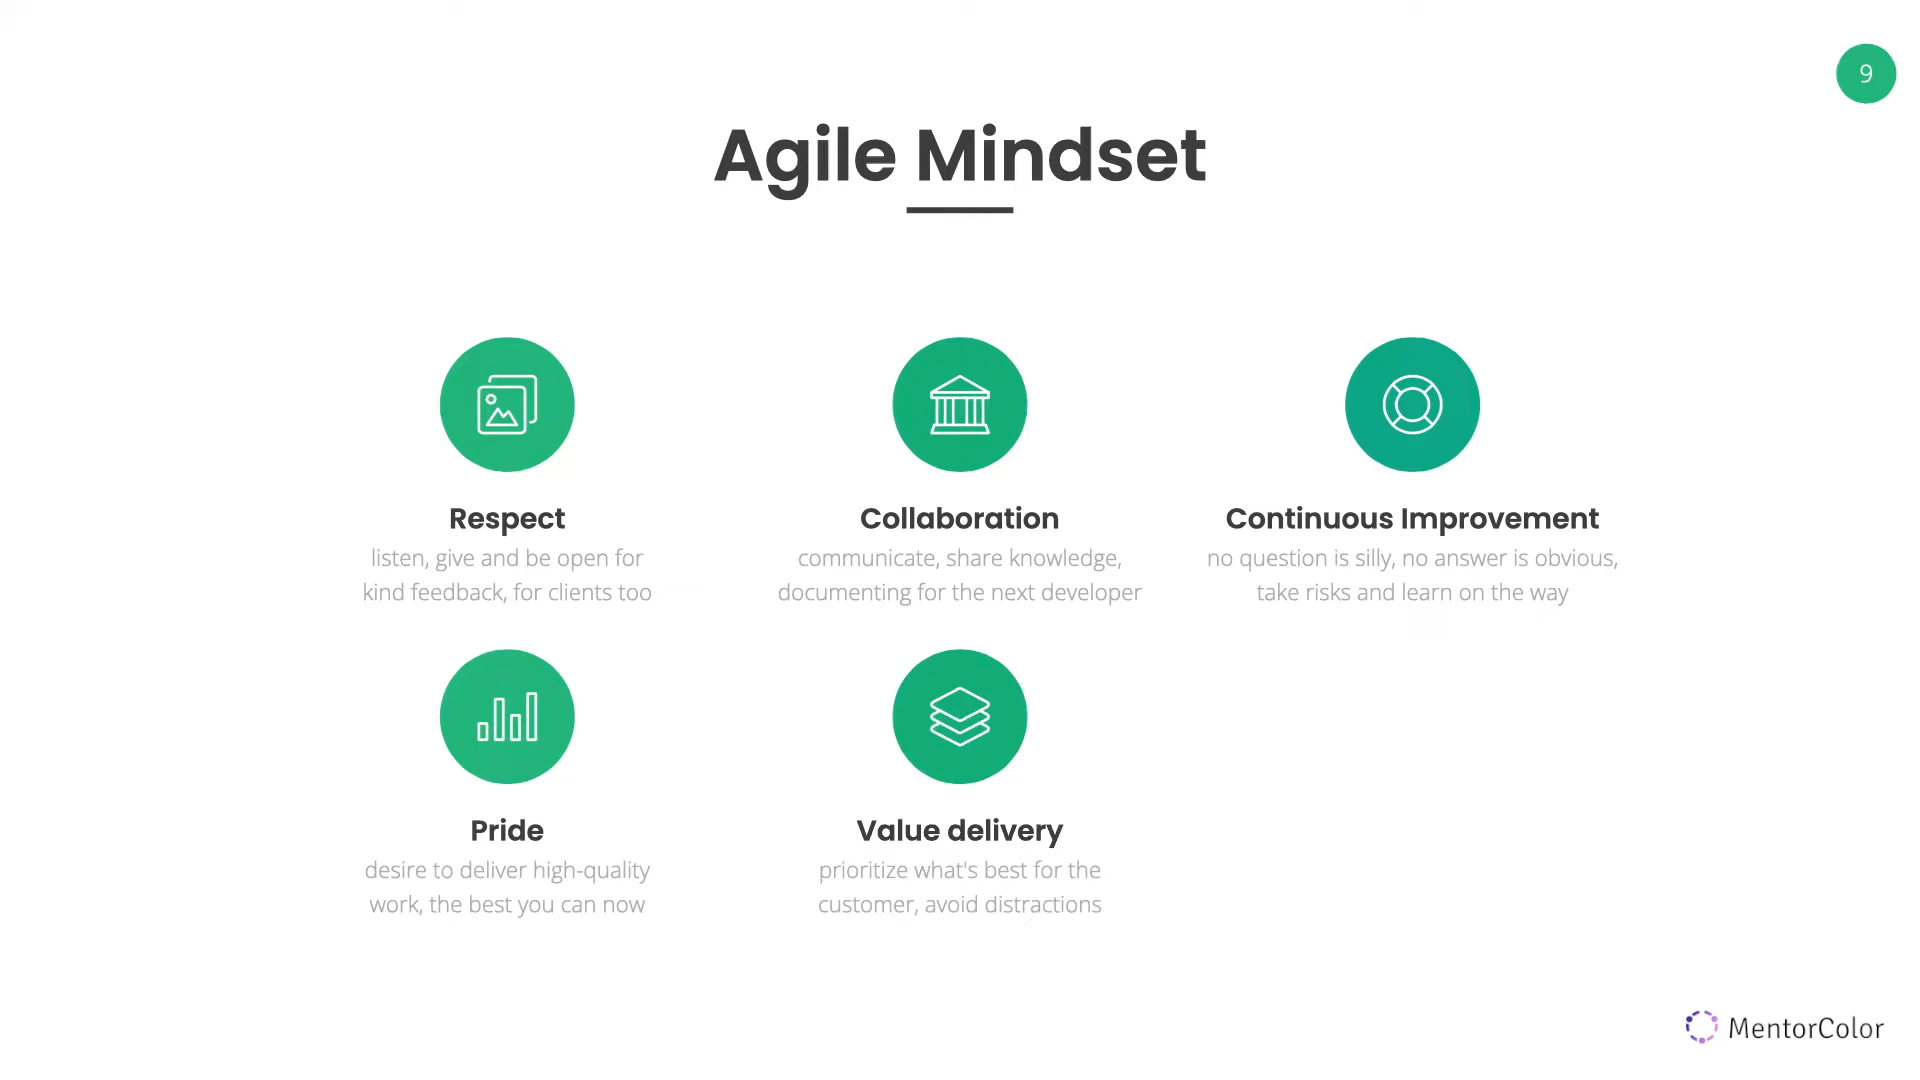 9
Agile Mindset
Respect
listen, give and be open for
kind feedback, for clients too
Collaboration
communicate, share knowledge,
documenting for the next developer
Continuous Improvement
no question is silly, no answer is obvious,
take risks and learn on the way
Pride
desire to deliver high-quality
work, the best you can now
Value delivery
prioritize what's best for the
customer, avoid distractions
MentorColor